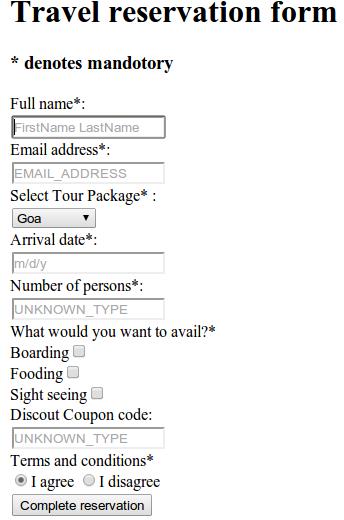 Travel reservation form
* denotes mandotory
Full name*:
FirstName LastName
Email address*:
EMAIL_ADDRESS
Select Tour Package* :
Goa
Arrival date*:
m/d/y
Number of persons*:
UNKNOWN_TYPE
What would you want to avail?*
Boarding
Fooding
Sight seeing
Discout Coupon code:
UNKNOWN_TYPE
Terms and conditions*
I agree I disagree
Complete reservation